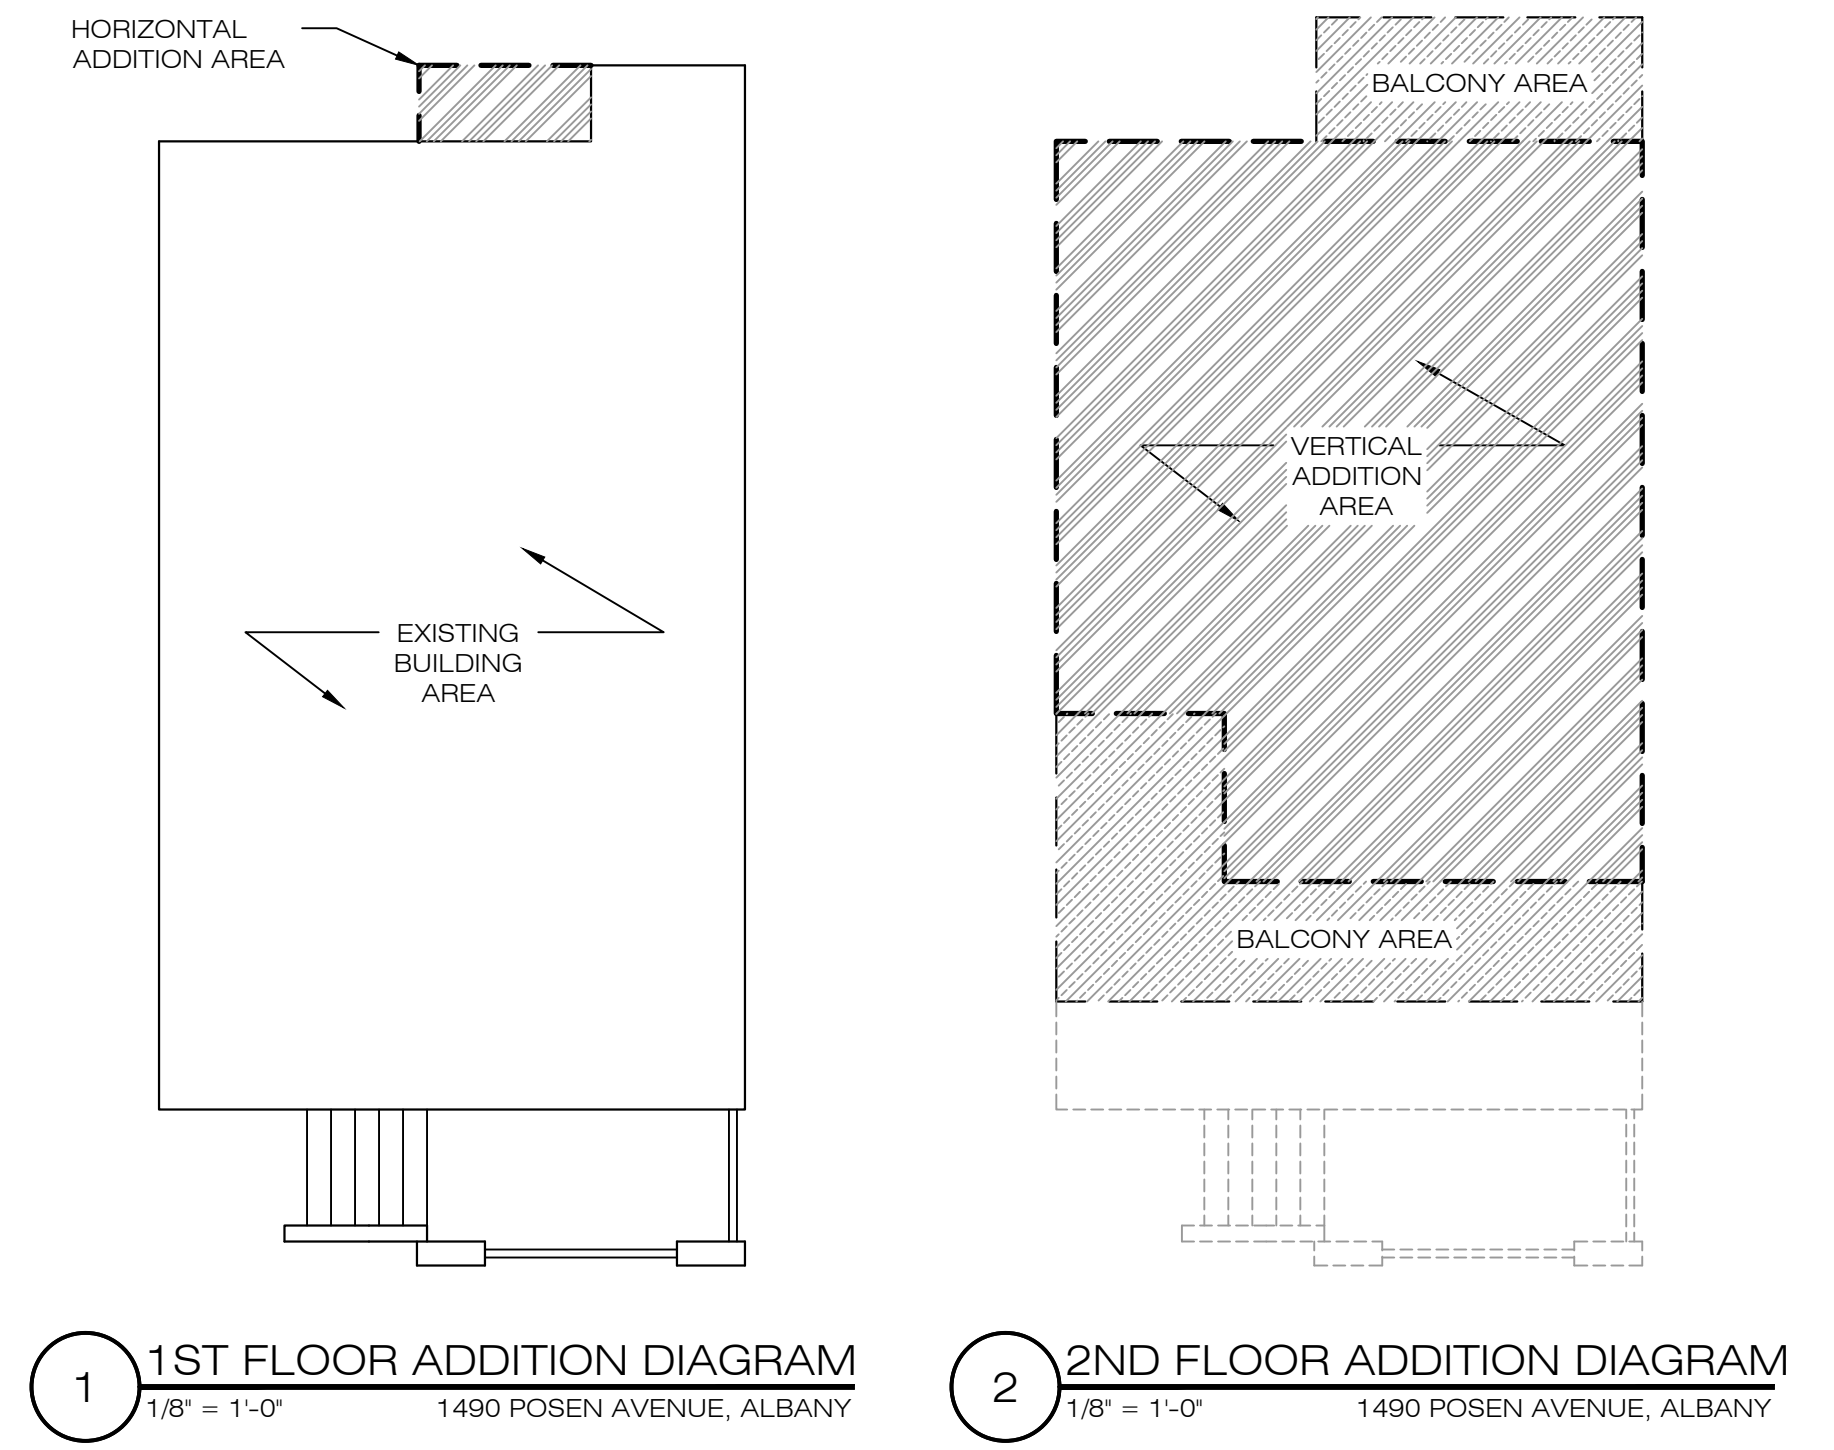 HORIZONTAL
ADDITION AREA
EXISTING
BUILDING
AREA
1
1ST FLOOR ADDITION DIAGRAM
1/8" = 1'-0"
1490 POSEN AVENUE, ALBANY
BALCONY AREA
VERTICAL
ADDITION
AREA
BALCONY AREA
2
2ND FLOOR ADDITION DIAGRAM
1/8" = 1'-0"
1490 POSEN AVENUE, ALBANY